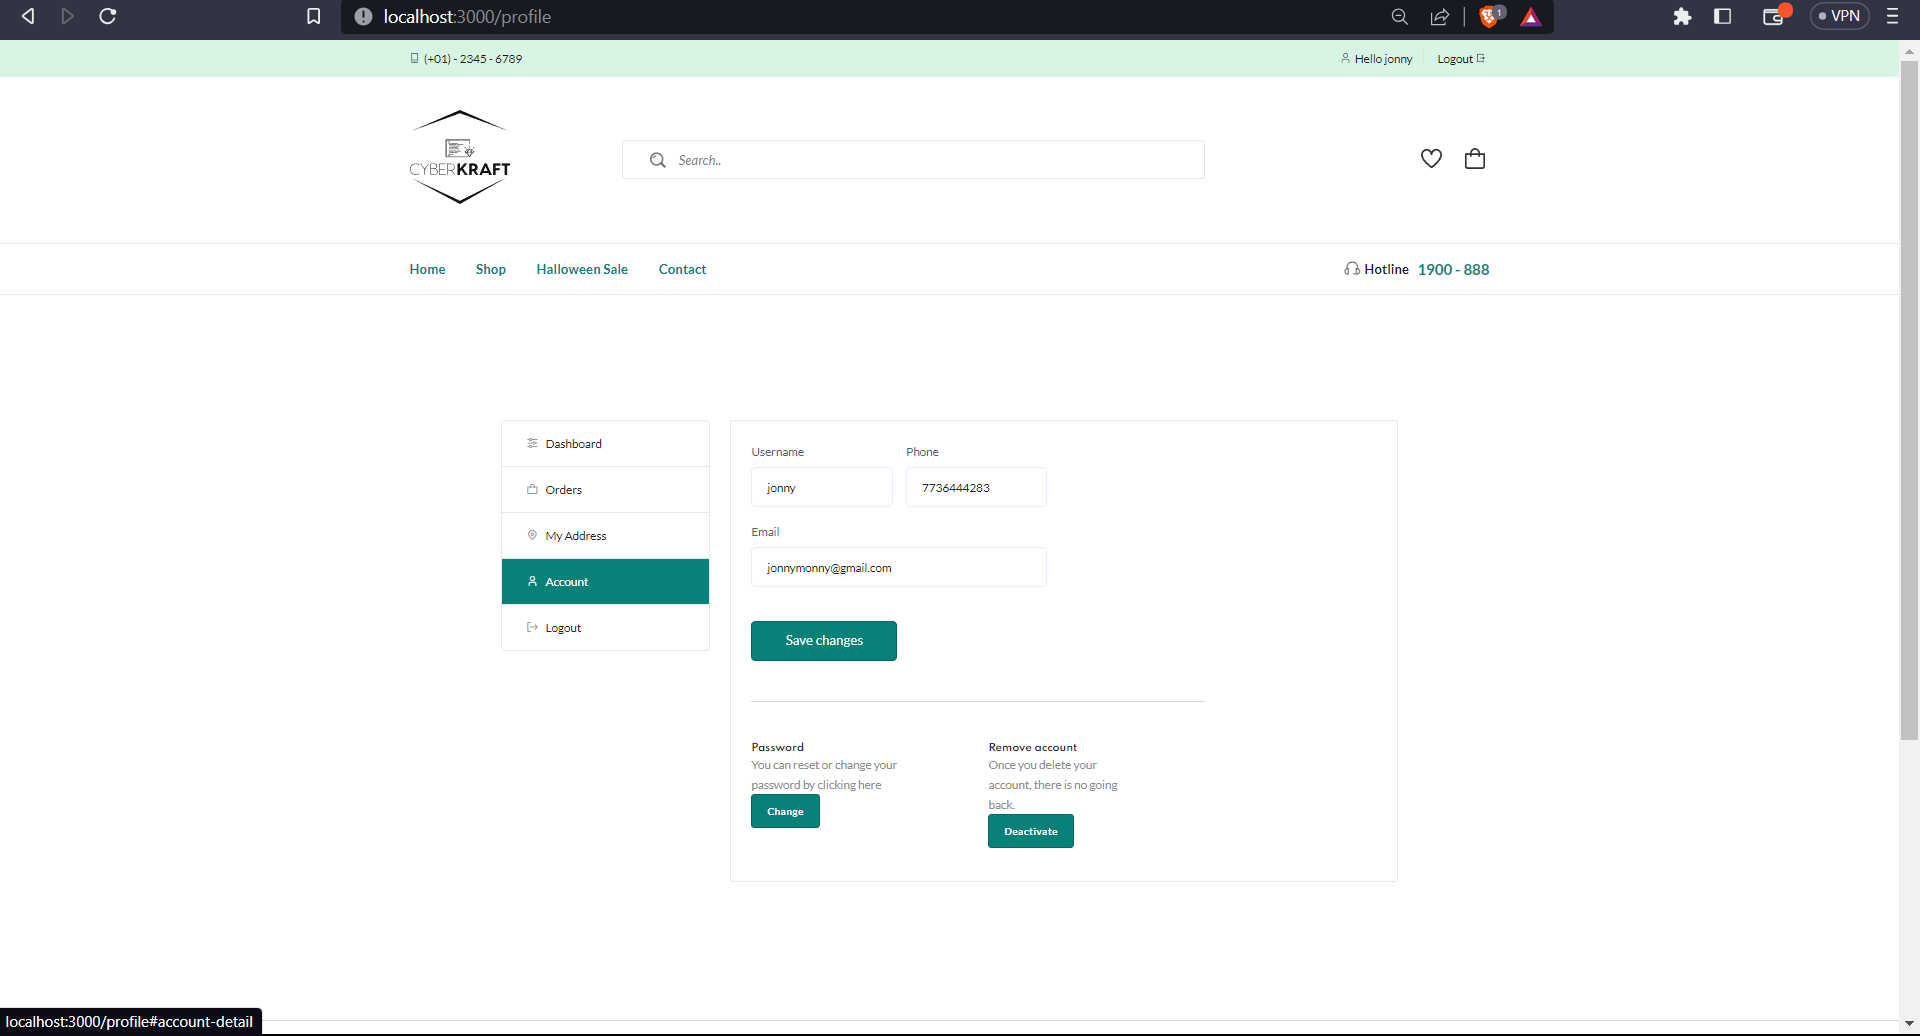 localhost:3000/profile
1
VPN
(+01) - 2345 - 6789
Hello jonny
Logout
CYBERKRAFT
Search..
Home Shop Halloween Sale Contact
Hotline 1900 - 888
Dashboard
Orders
My Address
Account
Logout
Username Phone
jonny 7736444283
Email
jonnymonny@gmail.com
Save changes
Password
You can reset or change your
password by clicking here
Change
Remove account
Once you delete your
account, there is no going
back.
Deactivate
localhost:3000/profile#account-detail